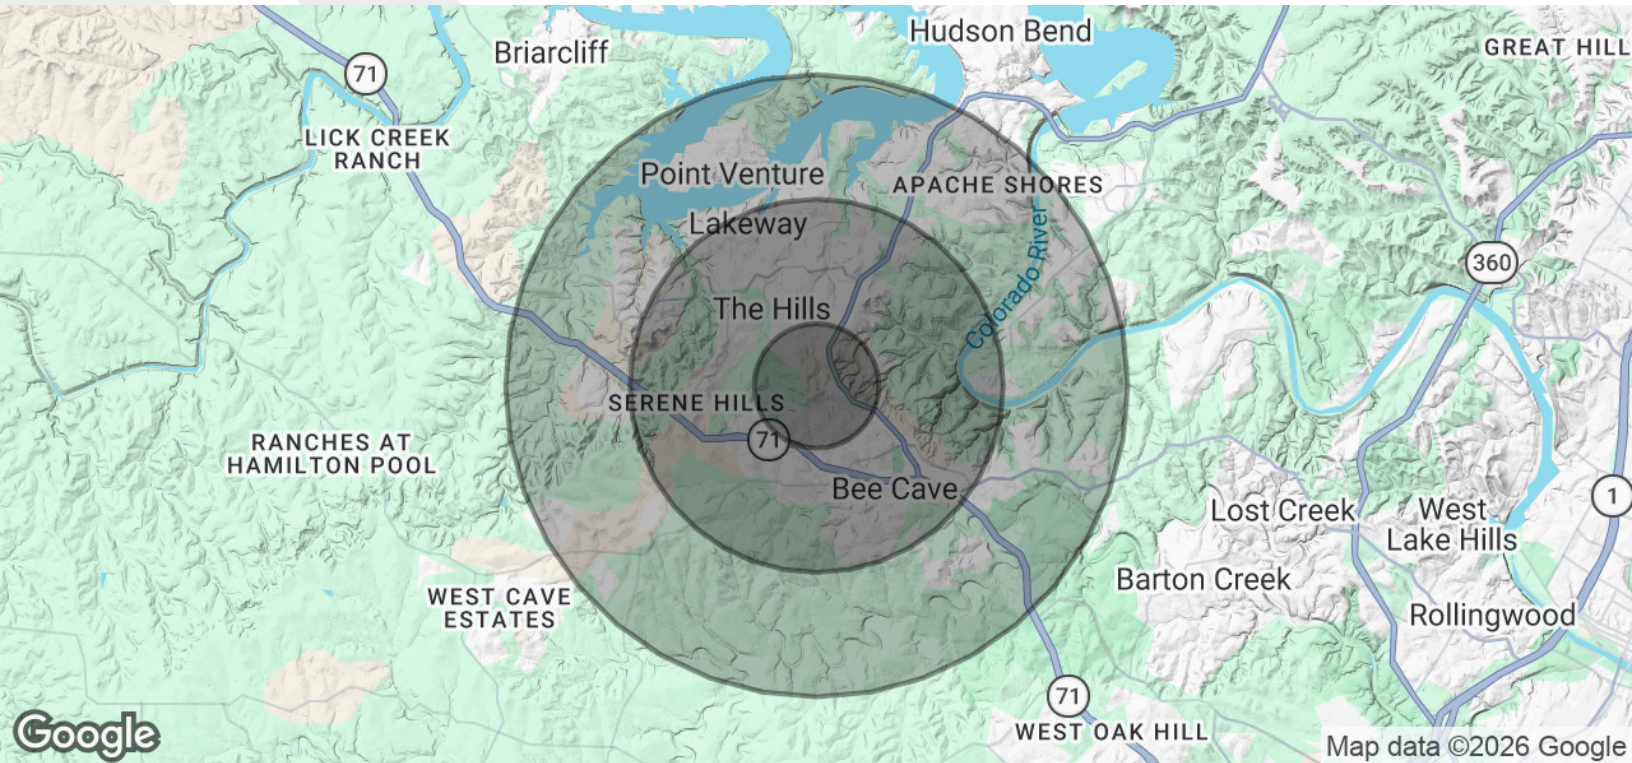 Hudson Bend
GREAT HILL
Briarcliff
71
LICK CREEK
RANCH
Point Venture
APACHE SHORES
Lakeway
Colorado River
360
The Hills
SERENE HILLS
71
RANCHES AT
HAMILTON POOL
Bee Cave
1
Lost Creek
West
Lake Hills
Barton Creek
WEST CAVE
ESTATES
Rollingwood
71
WEST OAK HILL
Google
Map data ©2026 Google